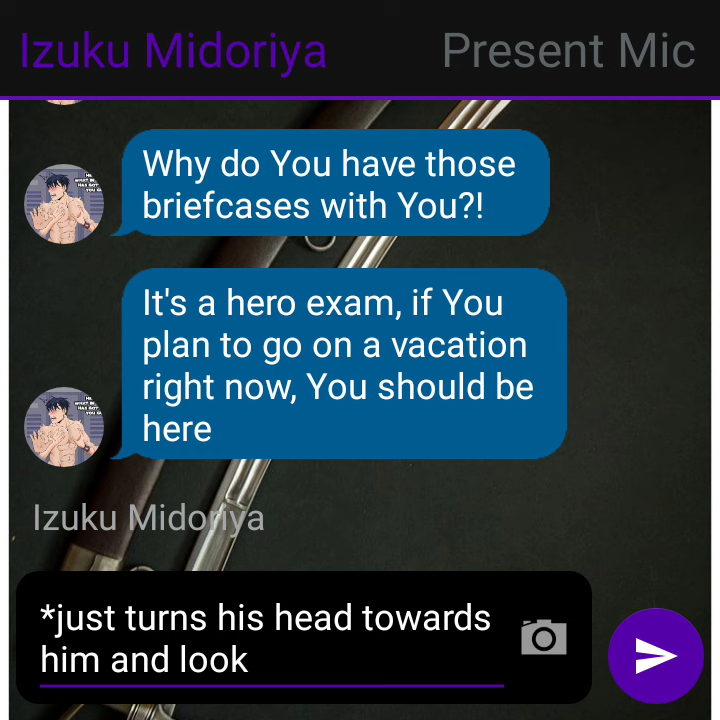 Izuku Midoriya
Present Mic
Why do You have those
briefcases with You?!
It's a hero exam, if You
plan to go on a vacation
right now, You should be
here
Izuku Midoriya
*just turns his head towards
him and look